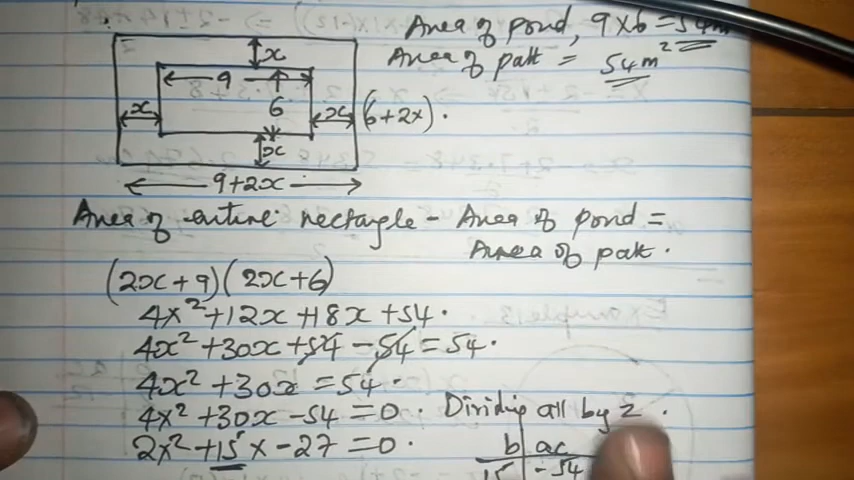 Area of pond, 9 x 6 = 54m
Area of path = 54m²
x
9
6
x
x
(6+2x).
x
9+2x
Area of entire rectangle - Area of pond =
Area of path.
(2x+9)(2x+6)
4x²+12x+18x+54.
4x²+30x+54-54=54.
4x²+30x=54.
4x²+30x-54=0. Dividing all by 2.
2x²+15x-27=0.
b ac
15 -54